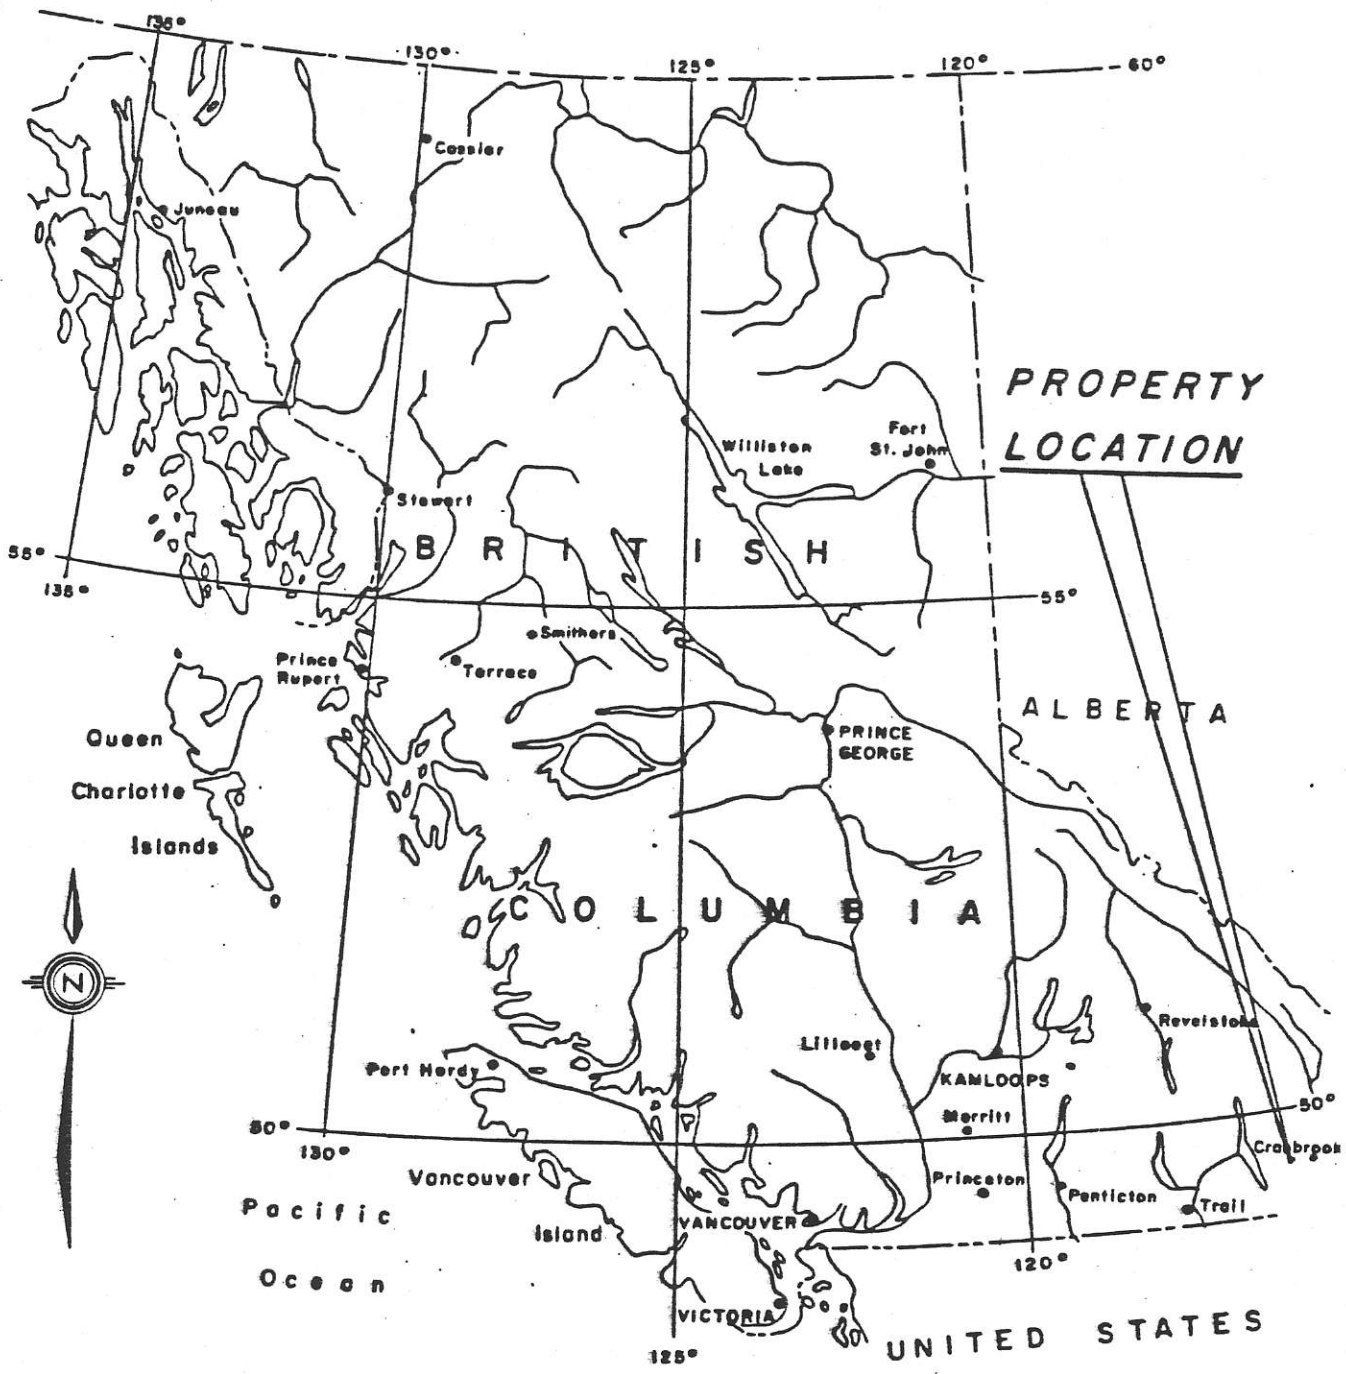 135°
130°
125°
120°
60°
Cassiar
Juneau
PROPERTY
LOCATION
Fort
St. John
Williston
Lake
Stewart
BRITISH
55°
135°
55°
Smithers
Prince
Rupert
Terrace
ALBERTA
Queen
Charlotte
Islands
PRINCE
GEORGE
COLUMBIA
N
Revelstoke
Lillooet
Port Hardy
KAMLOOPS
Merritt
50°
50°
130°
Cranbrook
Vancouver
Island
Princeton
Penticton
Trail
Pacific
Ocean
VANCOUVER
120°
VICTORIA
UNITED STATES
125°